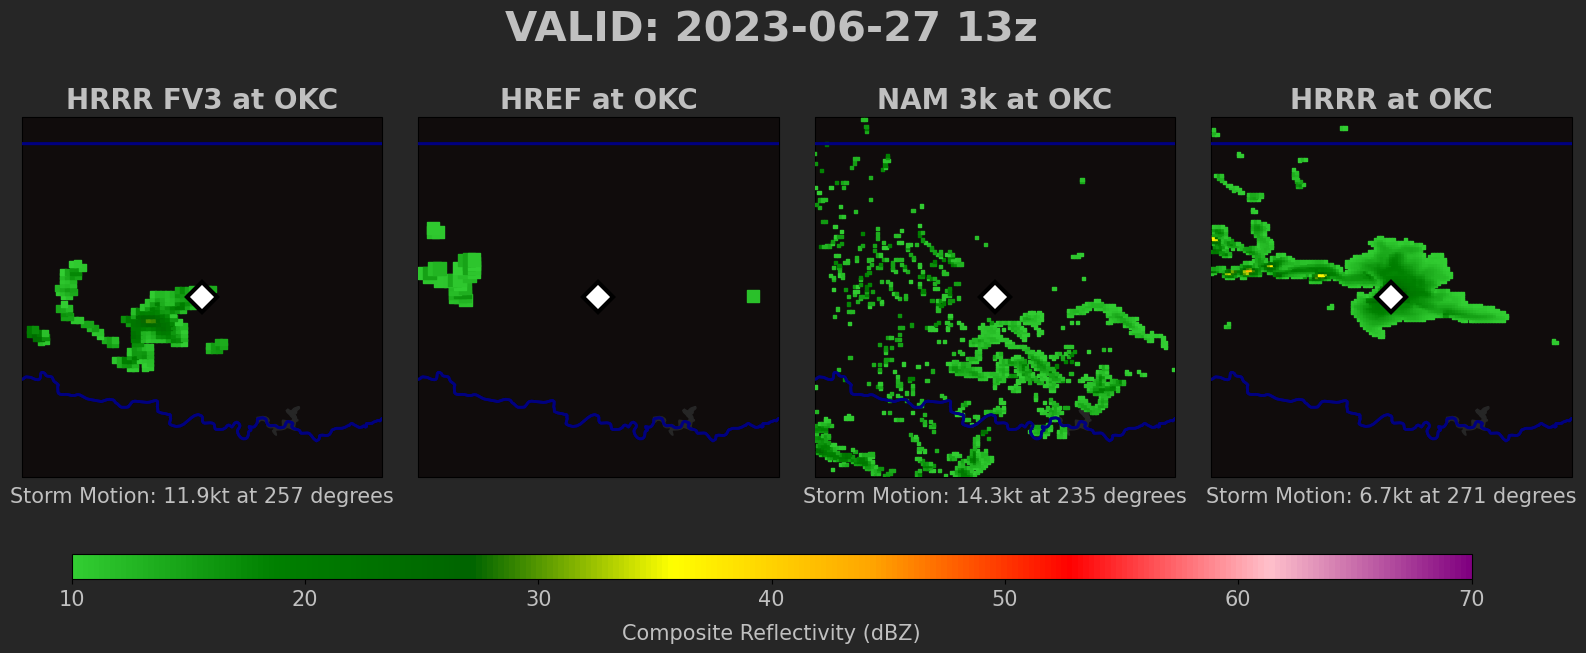 VALID: 2023-06-27 13z
HRRR FV3 at OKC
HREF at OKC
NAM 3k at OKC
HRRR at OKC
Storm Motion: 11.9kt at 257 degrees
Storm Motion: 14.3kt at 235 degrees
Storm Motion: 6.7kt at 271 degrees
10 20 30 40 50 60 70
Composite Reflectivity (dBZ)